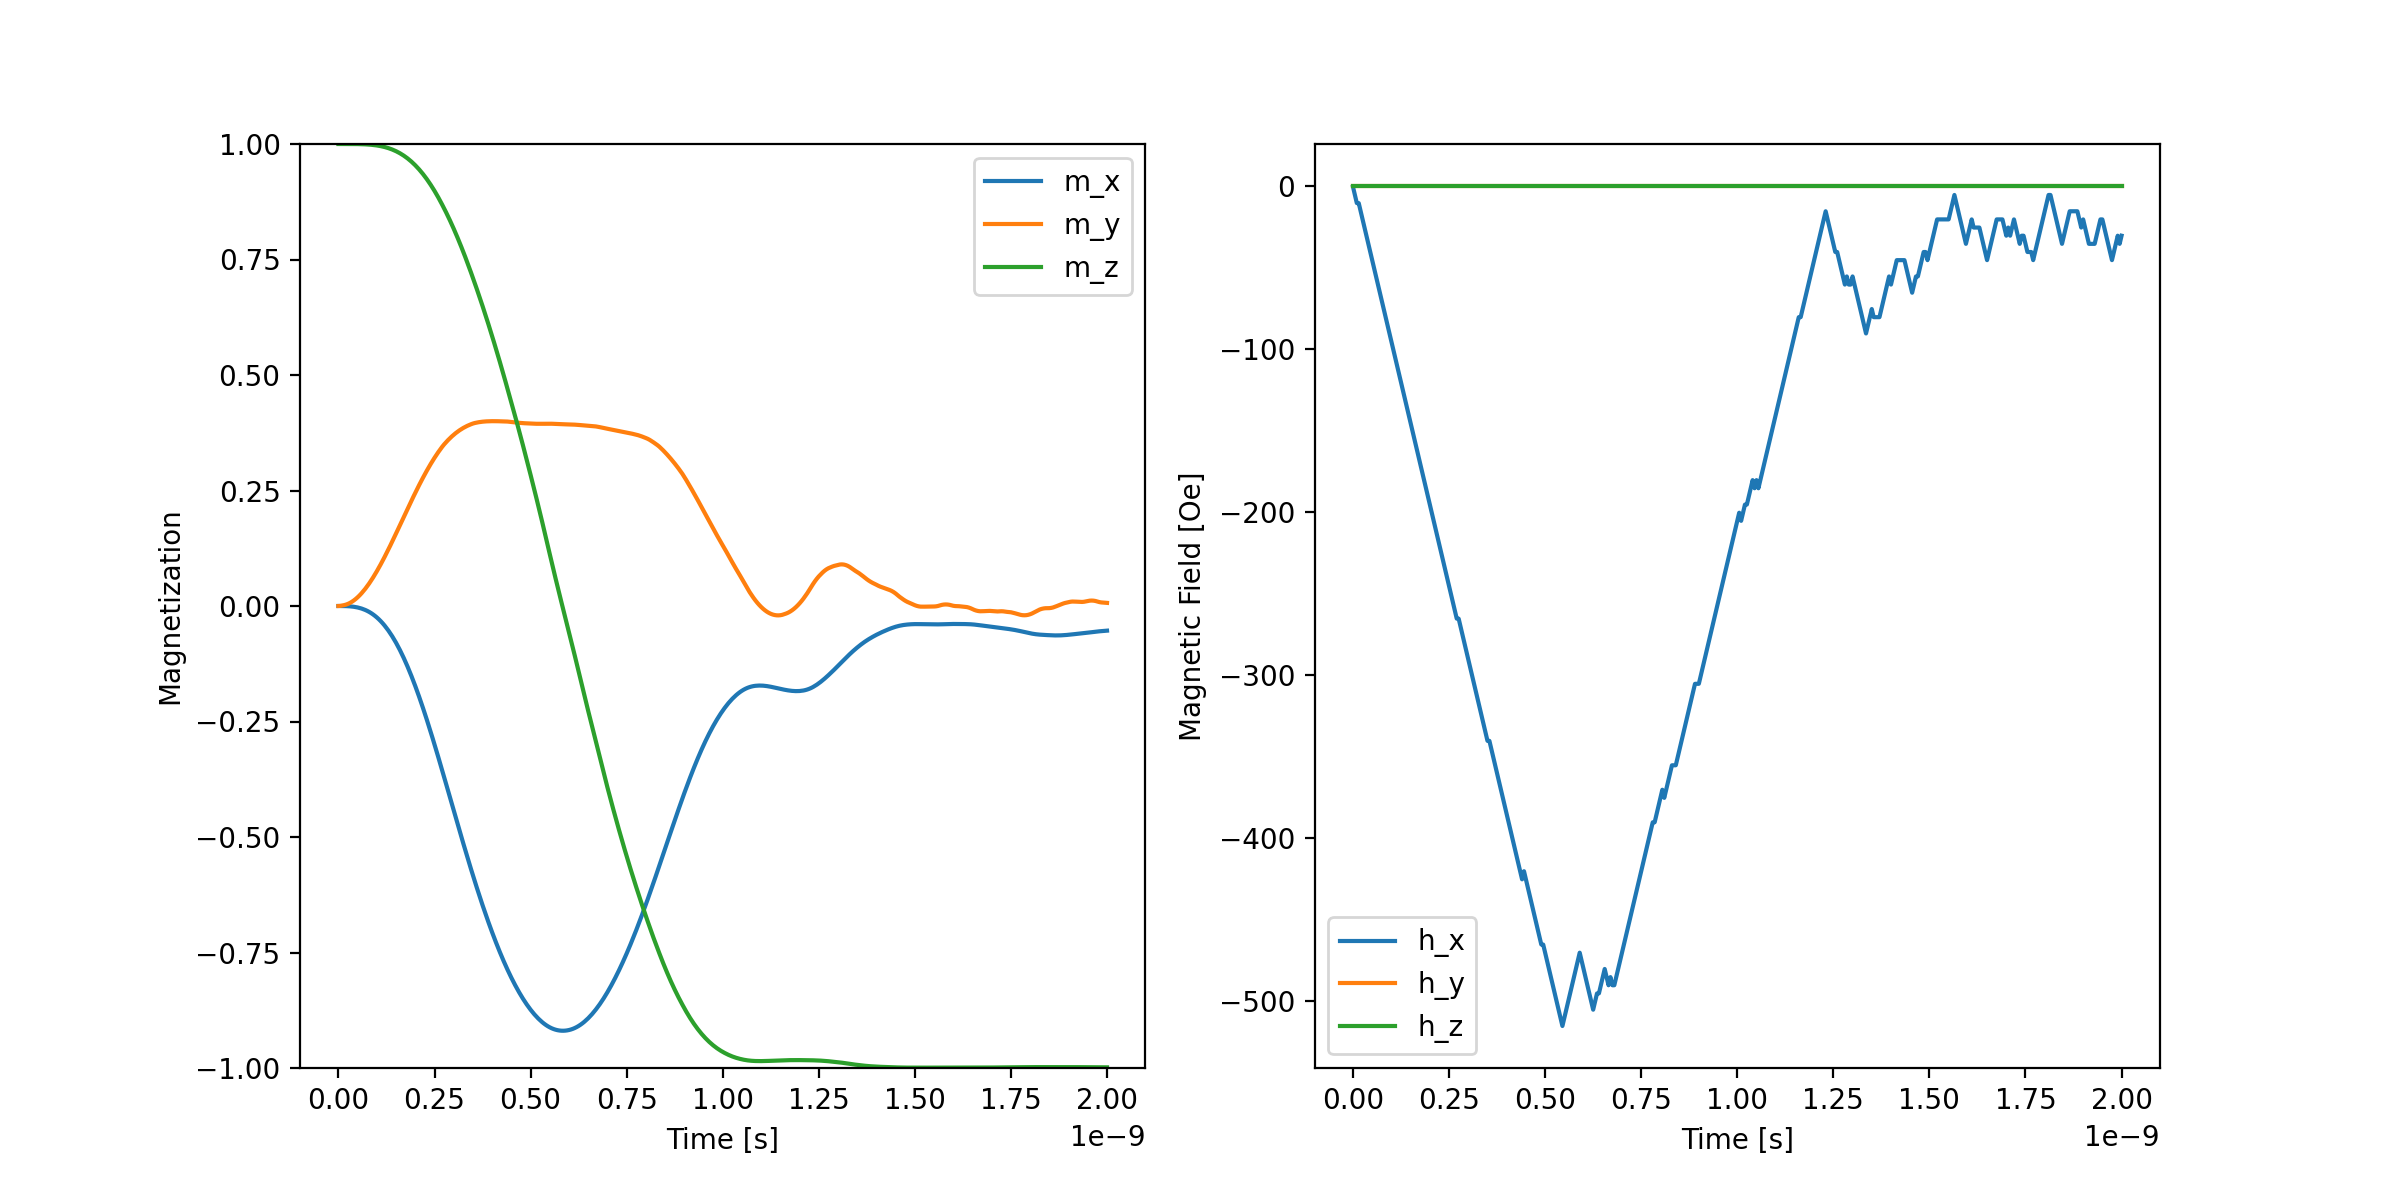 1.00
0.75
0.50
0.25
0.00
−0.25
−0.50
−0.75
−1.00
Magnetization
m_x
m_y
m_z
0.00 0.25 0.50 0.75 1.00 1.25 1.50 1.75 2.00
Time [s]
1e−9
0
−100
−200
−300
−400
−500
Magnetic Field [Oe]
h_x
h_y
h_z
0.00 0.25 0.50 0.75 1.00 1.25 1.50 1.75 2.00
Time [s]
1e−9